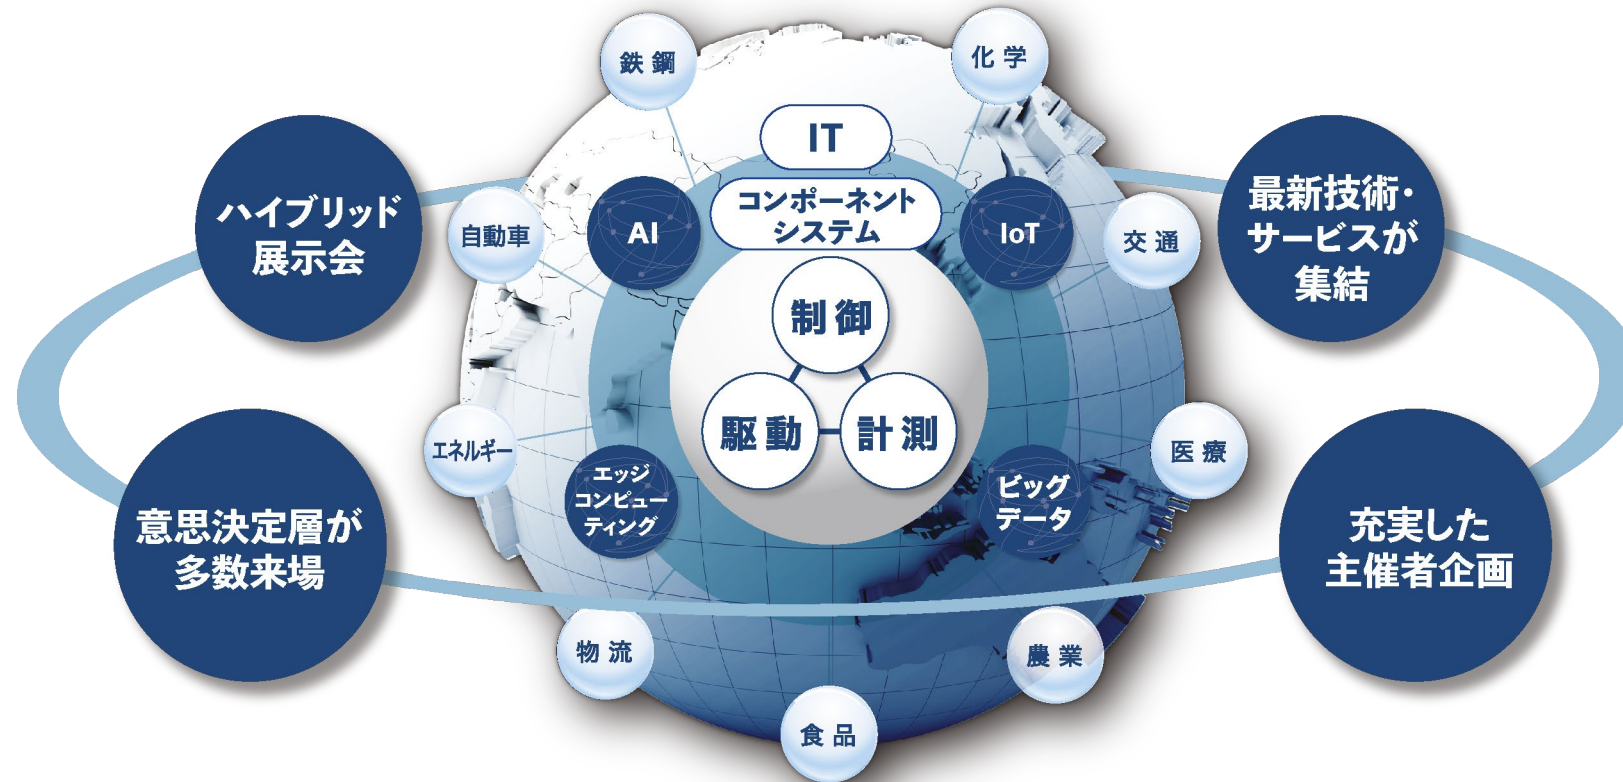 鉄鋼
化学
IT
ハイブリッド
展示会
最新技術・
サービスが
集結
自動車
AI
コンポーネント
システム
IoT
交通
制御
駆動
計測
エネルギー
エッジ
コンピュー
ティング
ビッグ
データ
医療
意思決定層が
多数来場
充実した
主催者企画
物流
農業
食品